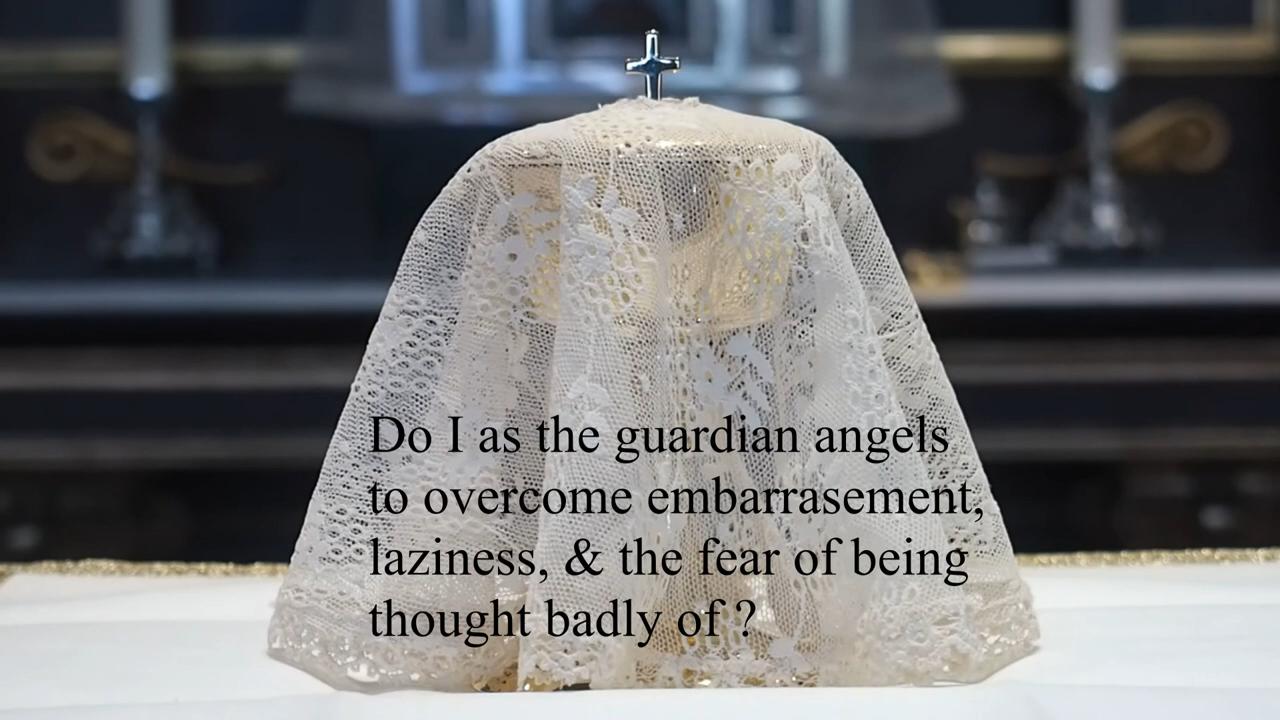 Do I as the guardian angels
to overcome embarrasement,
laziness, & the fear of being
thought badly of ?